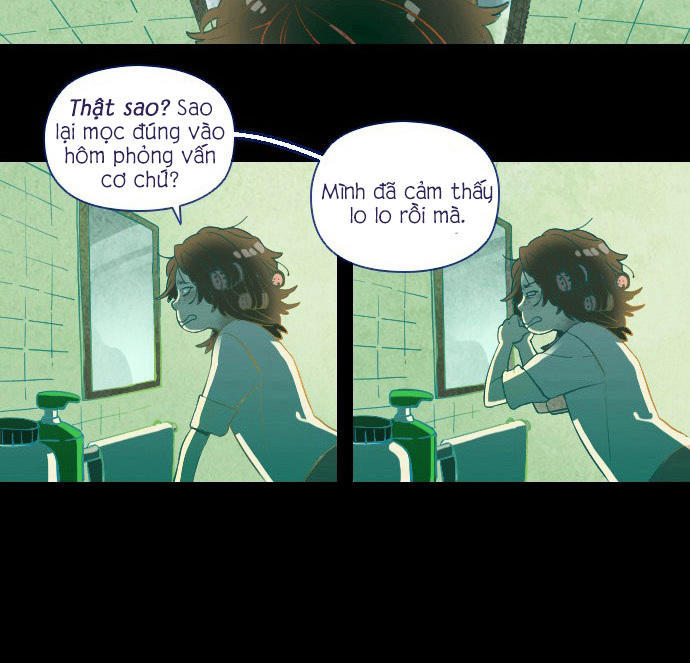 Thật sao? Sao
lại mọc đúng vào
hôm phỏng vấn
cơ chứ?
Mình đã cảm thấy
lo lo rồi mà.